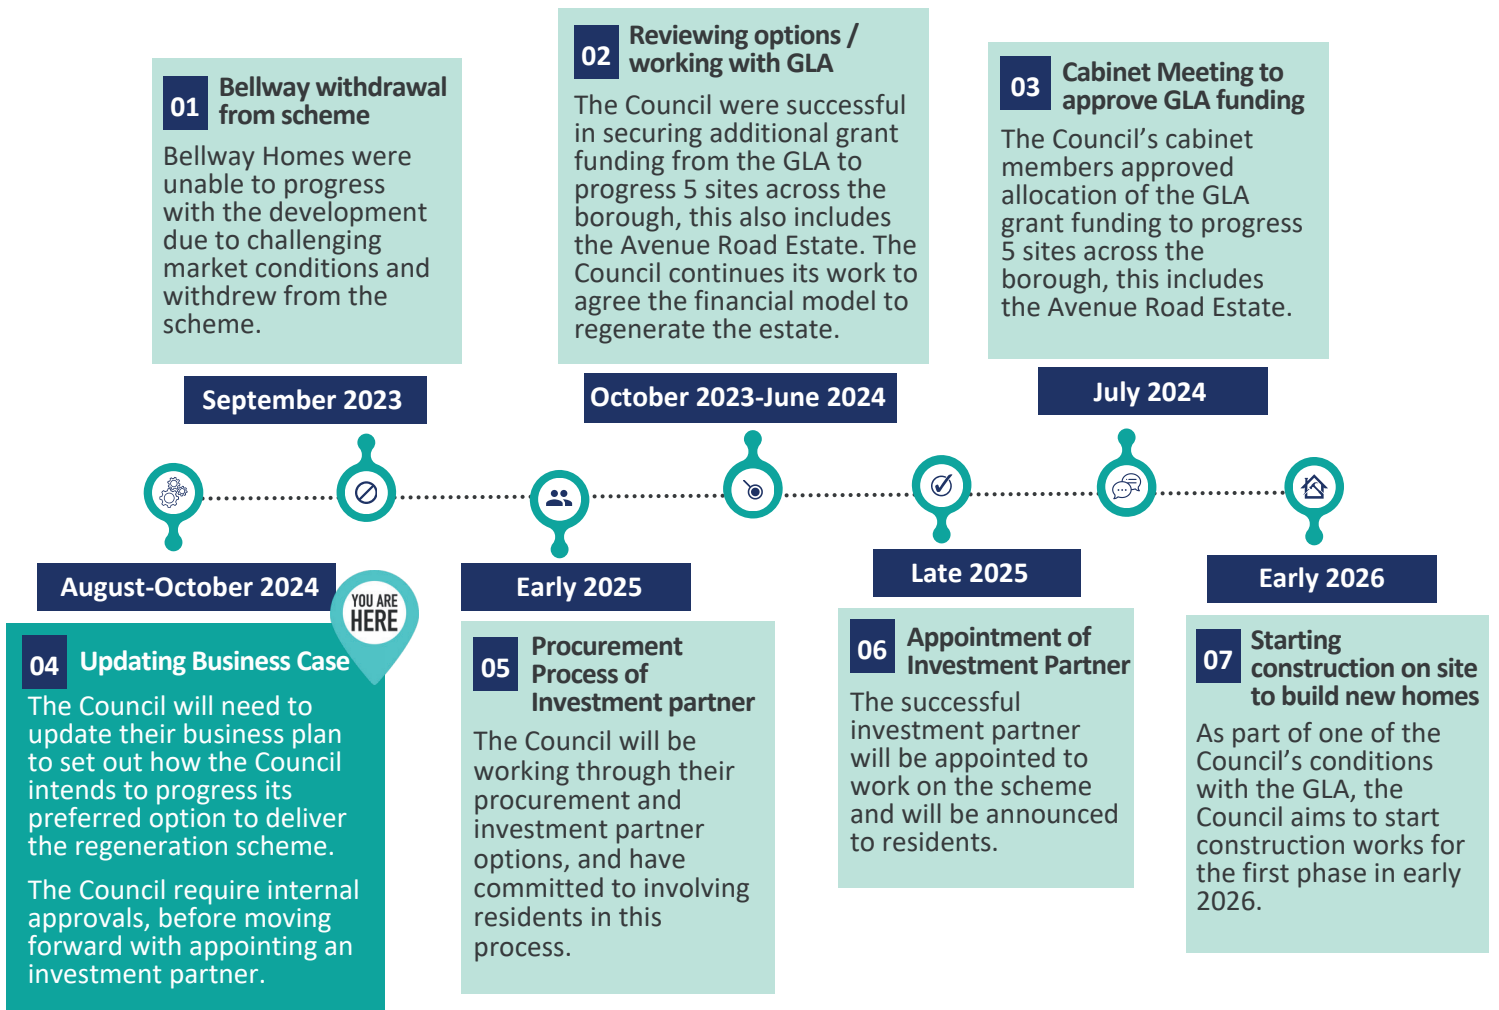 01
Bellway withdrawal
from scheme
Bellway Homes were
unable to progress
with the development
due to challenging
market conditions and
withdrew from the
scheme.
September 2023
02
Reviewing options /
working with GLA
The Council were successful
in securing additional grant
funding from the GLA to
progress 5 sites across the
borough, this also includes
the Avenue Road Estate. The
Council continues its work to
agree the financial model to
regenerate the estate.
October 2023-June 2024
03
Cabinet Meeting to
approve GLA funding
The Council’s cabinet
members approved
allocation of the GLA
grant funding to progress
5 sites across the
borough, this includes
the Avenue Road Estate.
July 2024
August-October 2024
YOU ARE
HERE
04
Updating Business Case
The Council will need to
update their business plan
to set out how the Council
intends to progress its
preferred option to deliver
the regeneration scheme.
The Council require internal
approvals, before moving
forward with appointing an
investment partner.
Early 2025
05
Procurement
Process of
Investment partner
The Council will be
working through their
procurement and
investment partner
options, and have
committed to involving
residents in this
process.
Late 2025
06
Appointment of
Investment Partner
The successful
investment partner
will be appointed to
work on the scheme
and will be announced
to residents.
Early 2026
07
Starting
construction on site
to build new homes
As part of one of the
Council’s conditions
with the GLA, the
Council aims to start
construction works for
the first phase in early
2026.